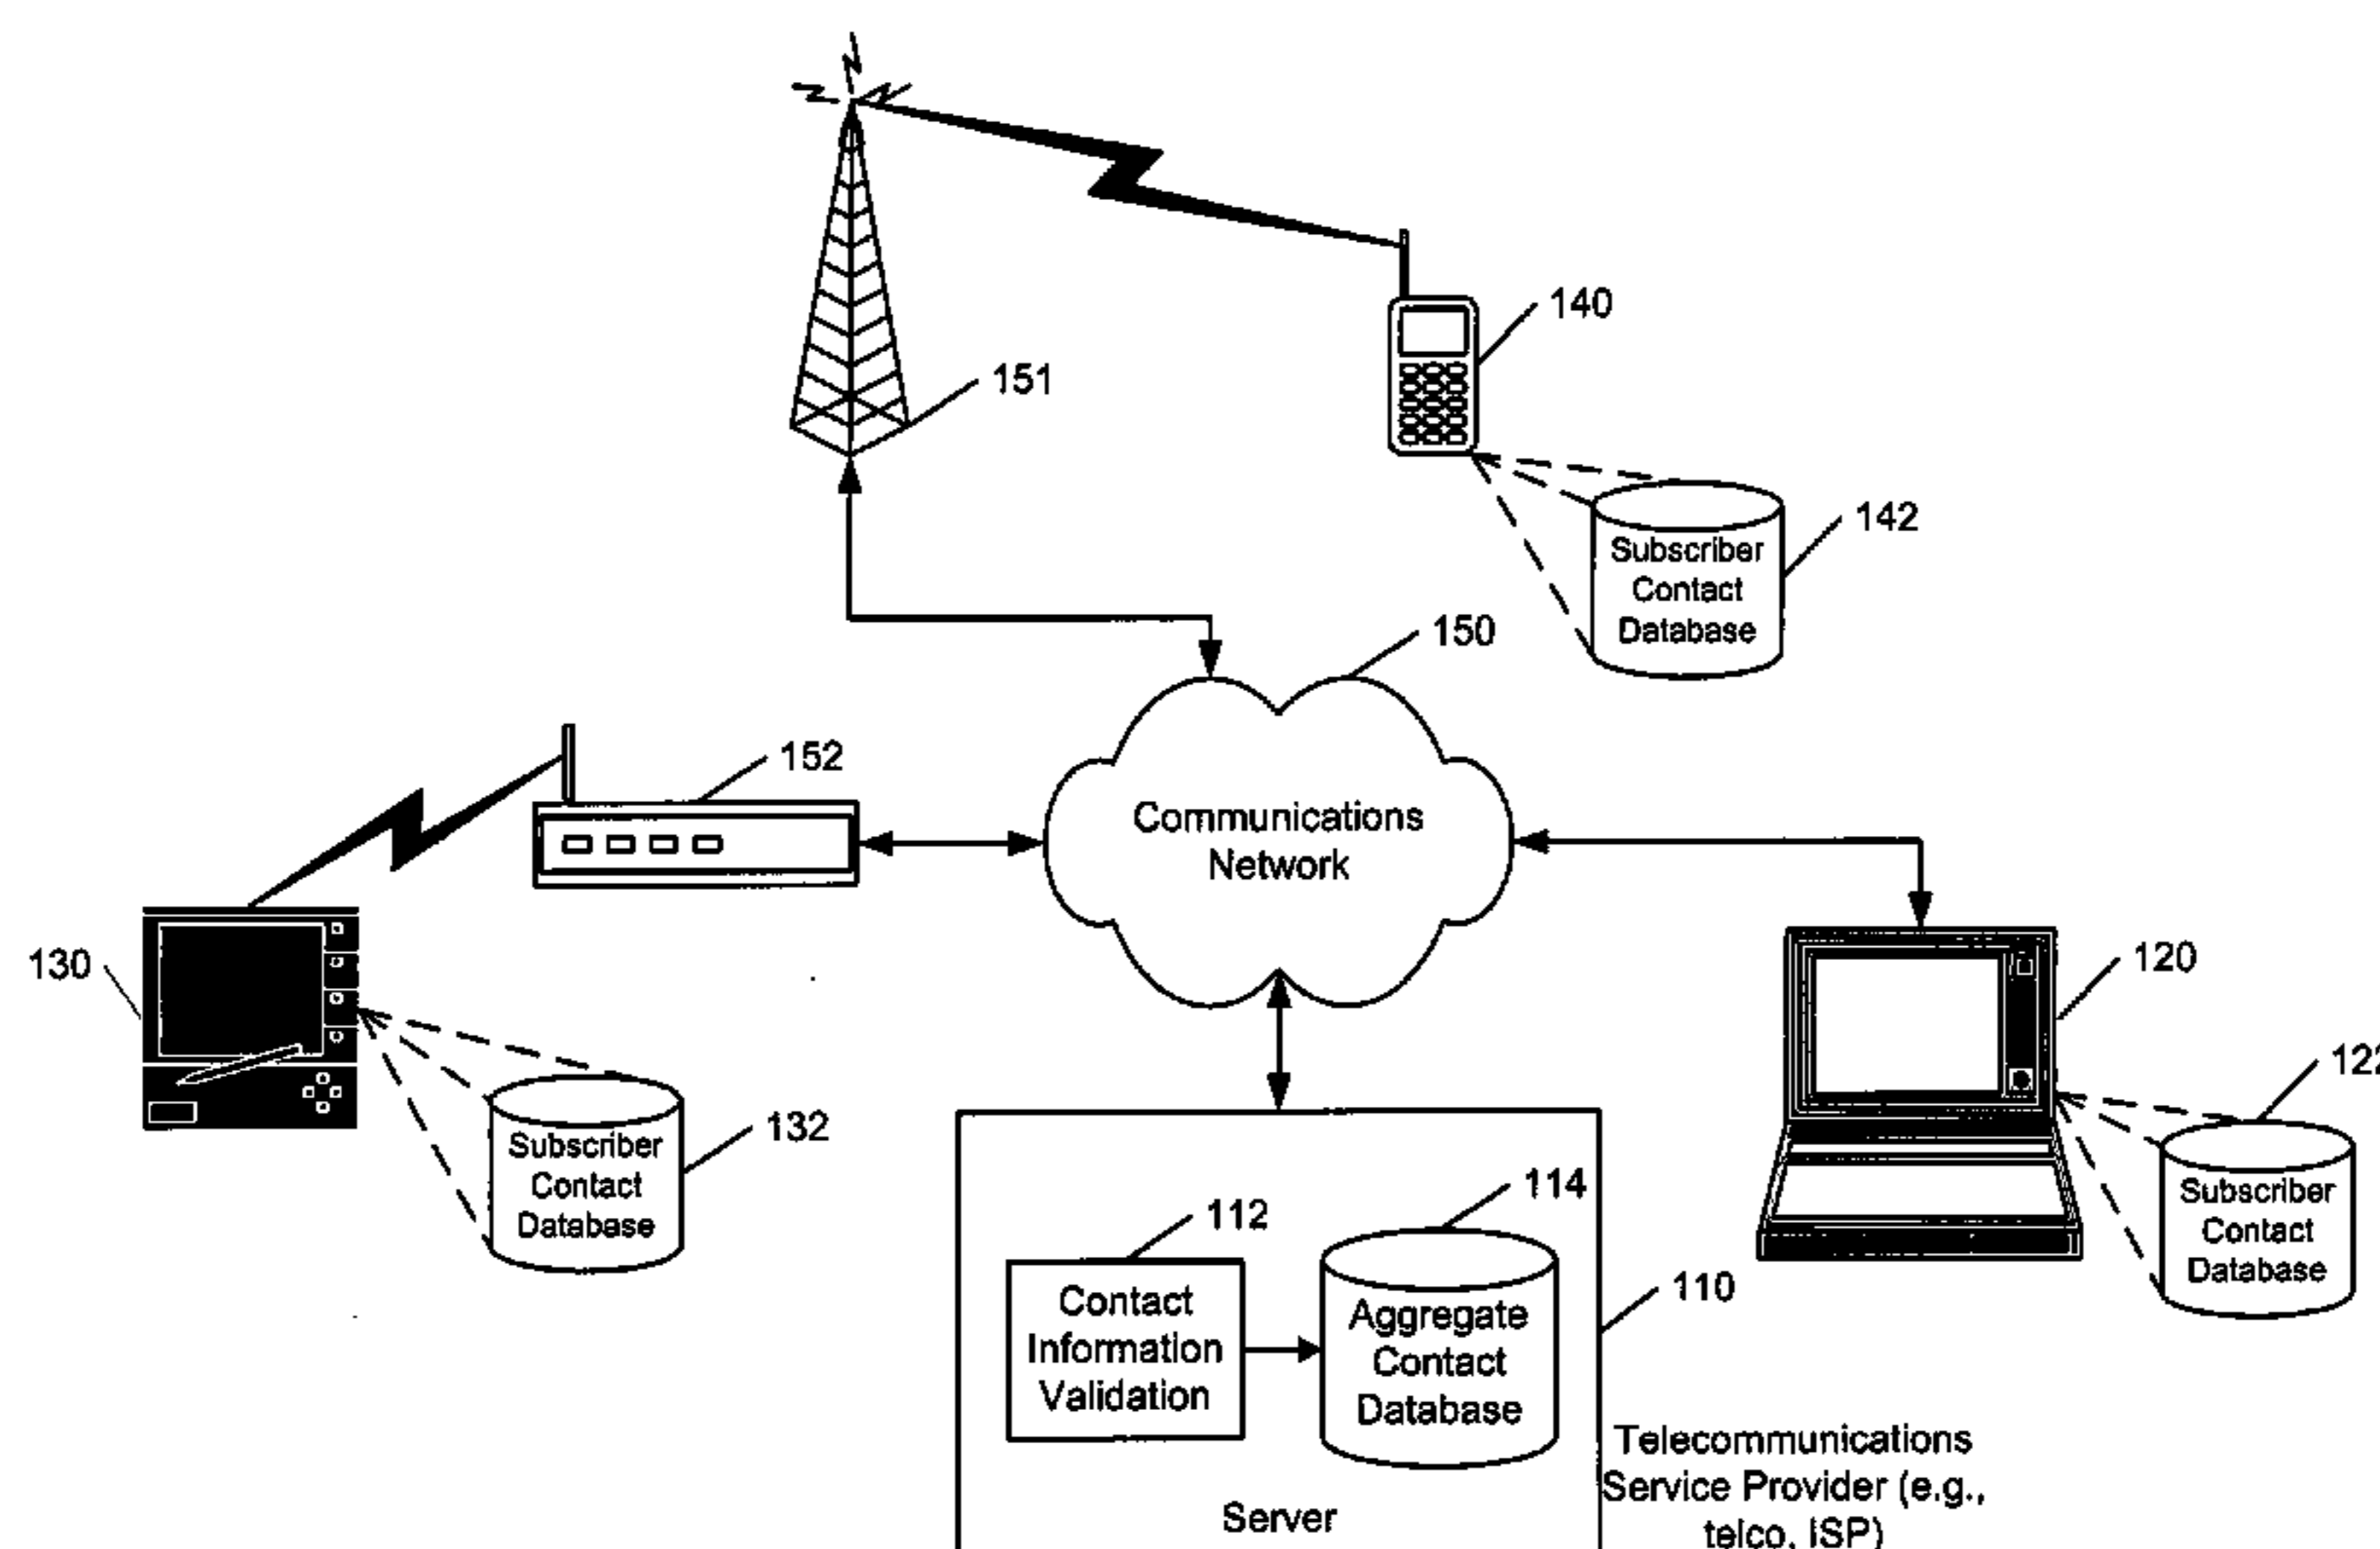 140
151
142
Subscriber
Contact
Database
150
152
Communications
Network
130
120
122
132
Subscriber
Contact
Database
Subscriber
Contact
Database
114
112
110
Contact
Information
Validation
Aggregate
Contact
Database
Telecommunications
Service Provider (e.g.,
telco, ISP)
Server